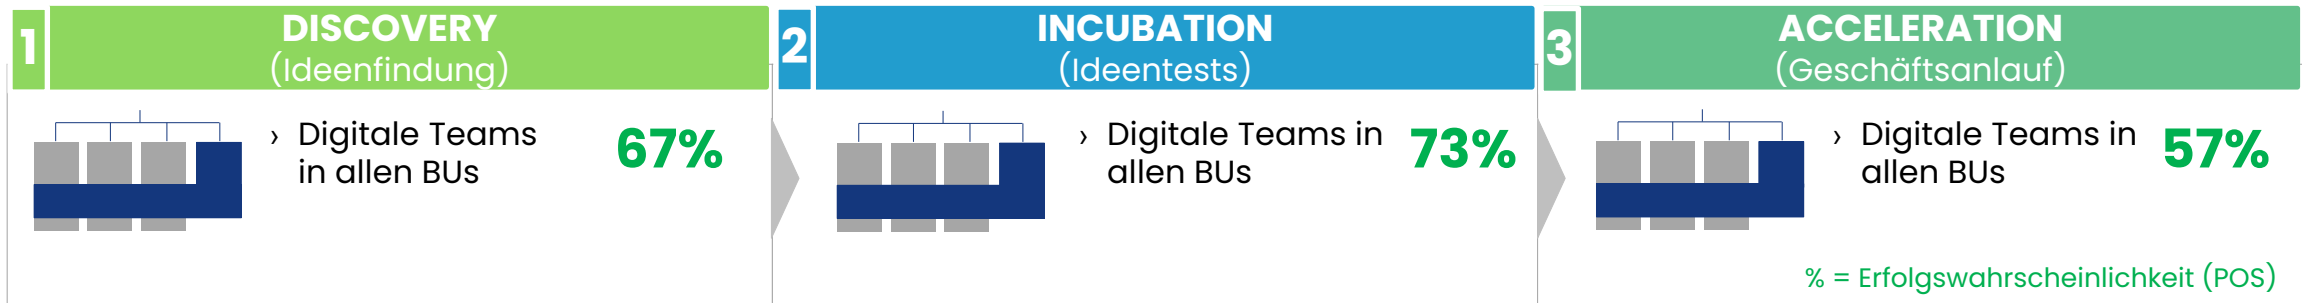 1
DISCOVERY
(Ideenfindung)
› Digitale Teams
in allen BUs
67%
2
INCUBATION
(Ideentests)
› Digitale Teams in
allen BUs
73%
3
ACCELERATION
(Geschäftsanlauf)
› Digitale Teams in
allen BUs
57%
% = Erfolgswahrscheinlichkeit (POS)